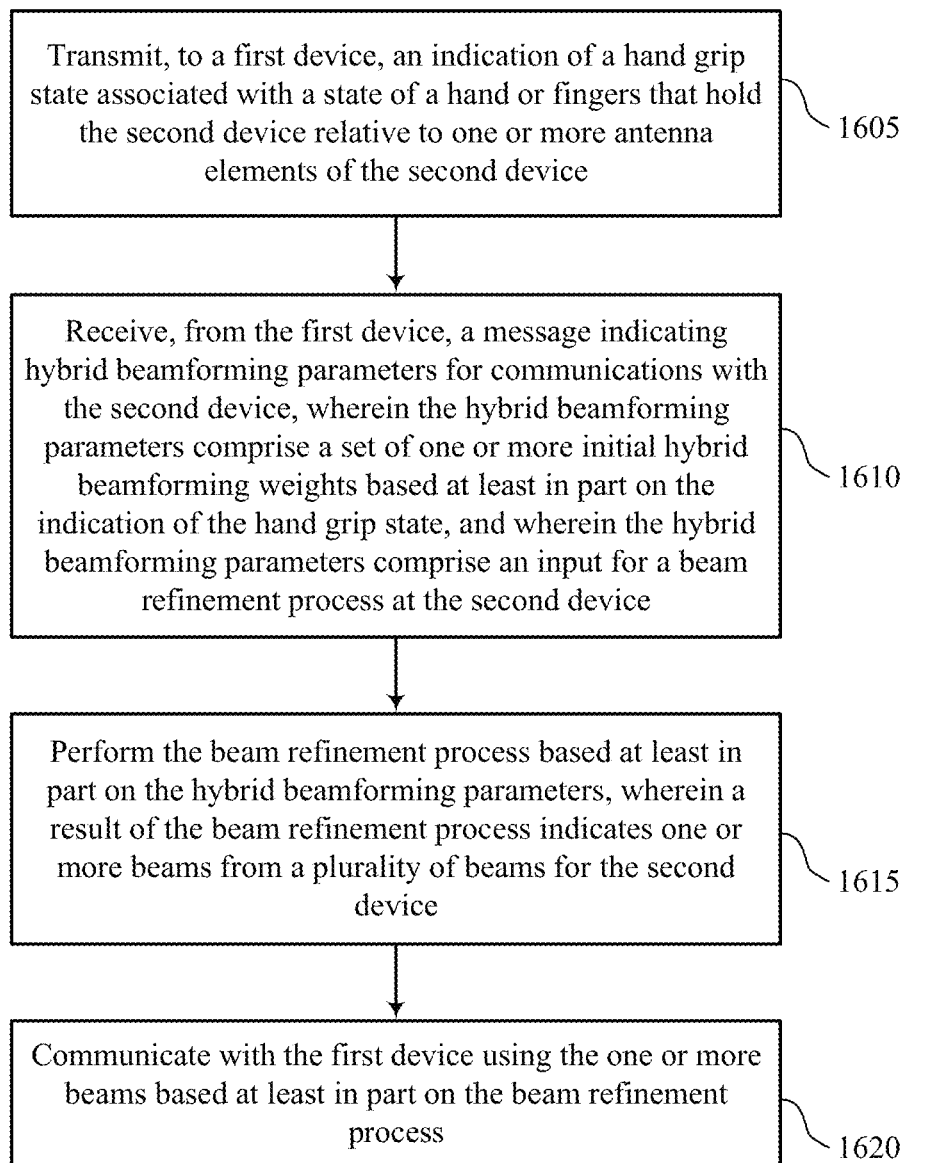 Transmit, to a first device, an indication of a hand grip
state associated with a state of a hand or fingers that hold
the second device relative to one or more antenna
elements of the second device
1605
Receive, from the first device, a message indicating
hybrid beamforming parameters for communications with
the second device, wherein the hybrid beamforming
parameters comprise a set of one or more initial hybrid
beamforming weights based at least in part on the
indication of the hand grip state, and wherein the hybrid
beamforming parameters comprise an input for a beam
refinement process at the second device
1610
Perform the beam refinement process based at least in
part on the hybrid beamforming parameters, wherein a
result of the beam refinement process indicates one or
more beams from a plurality of beams for the second
device
1615
Communicate with the first device using the one or more
beams based at least in part on the beam refinement
process
1620